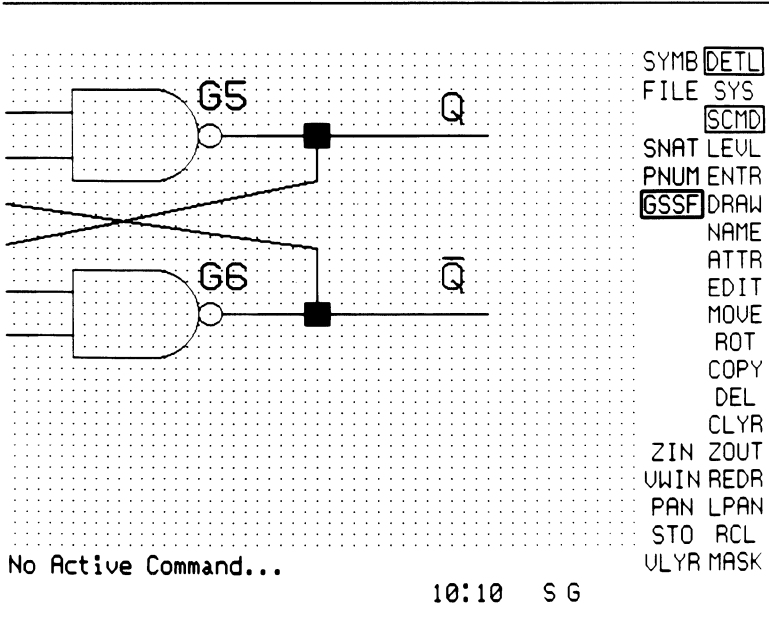 G5
Q
G6
Q̅
SYMB DETL
FILE SYS
SCMD
SNAT LEVL
PNUM ENTR
GSSF DRAW
NAME
ATTR
EDIT
MOVE
ROT
COPY
DEL
CLYR
ZIN ZOUT
VWIN REDR
PAN LPAN
STO RCL
VLYR MASK
No Active Command...
10:10 S G